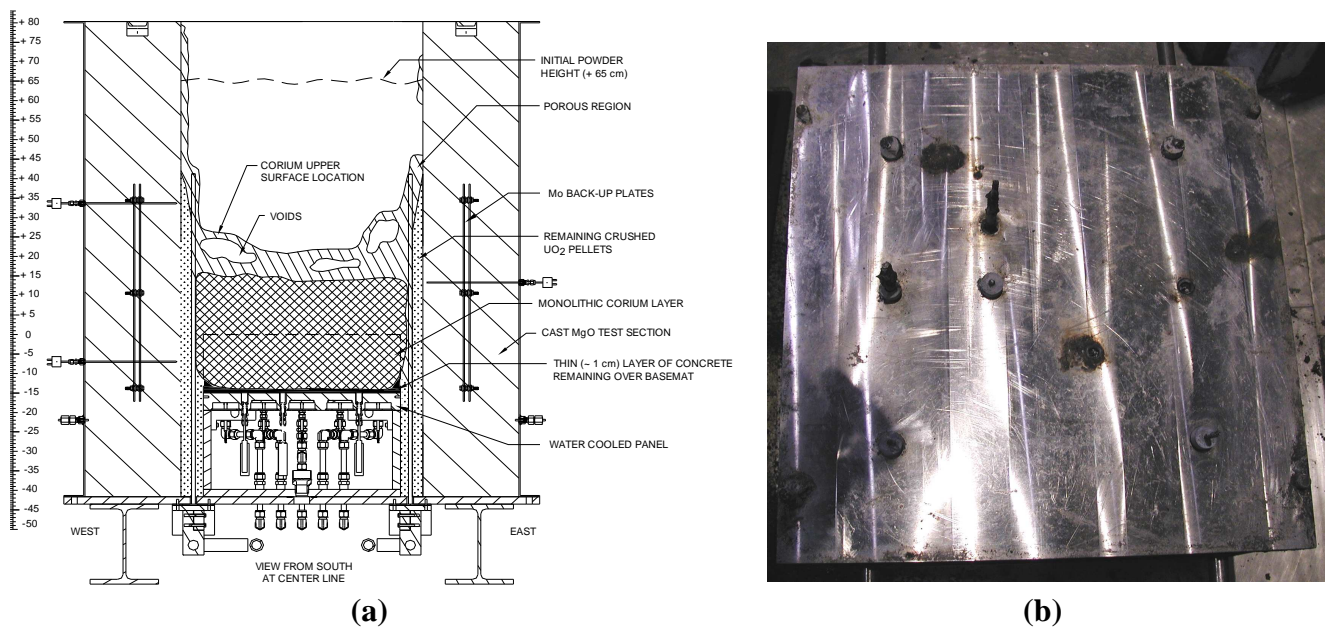 + 80
+ 75
+ 70
+ 65
+ 60
+ 55
+ 50
+ 45
+ 40
+ 35
+ 30
+ 25
+ 20
+ 15
+ 10
+ 5
0
-5
-10
-15
-20
-25
-30
-35
-40
-45
-50
INITIAL POWDER
HEIGHT (+ 65 cm)
POROUS REGION
CORIUM UPPER
SURFACE LOCATION
Mo BACK-UP PLATES
VOIDS
REMAINING CRUSHED
UO2 PELLETS
MONOLITHIC CORIUM LAYER
CAST MgO TEST SECTION
THIN (~ 1 cm) LAYER OF CONCRETE
REMAINING OVER BASEMAT
WATER COOLED PANEL
WEST
EAST
VIEW FROM SOUTH
AT CENTER LINE
(a)
(b)